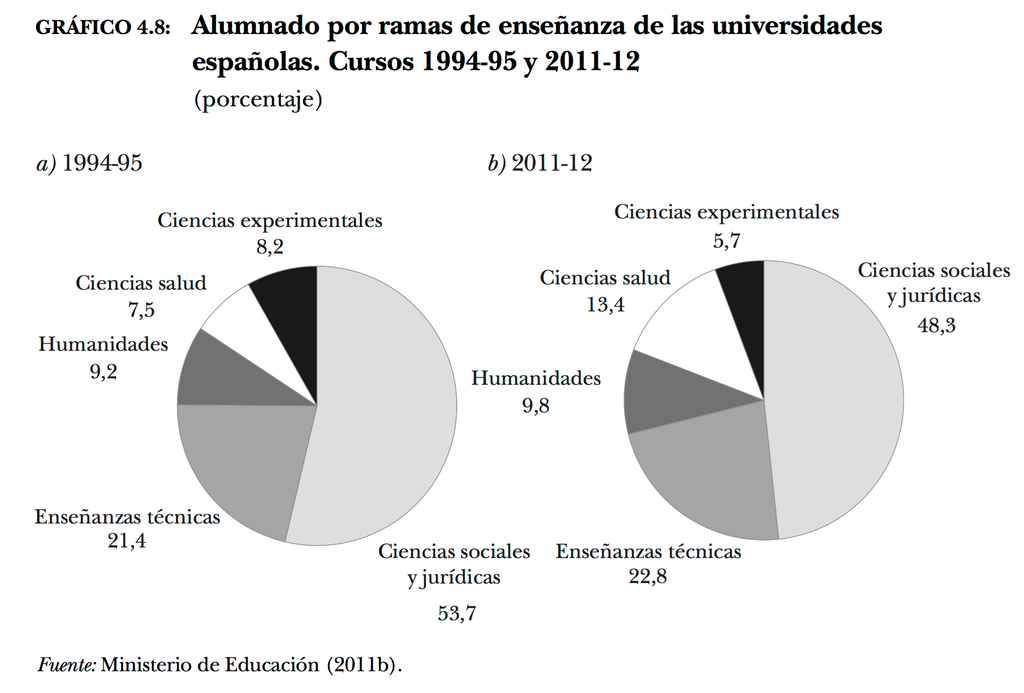 GRÁFICO 4.8: Alumnado por ramas de enseñanza de las universidades
españolas. Cursos 1994-95 y 2011-12
(porcentaje)
a) 1994-95
Ciencias experimentales
8,2
Ciencias salud
7,5
Humanidades
9,2
Enseñanzas técnicas
21,4
Ciencias sociales
y jurídicas
53,7
b) 2011-12
Ciencias experimentales
5,7
Ciencias salud
13,4
Humanidades
9,8
Enseñanzas técnicas
22,8
Ciencias sociales
y jurídicas
48,3
Fuente: Ministerio de Educación (2011b).